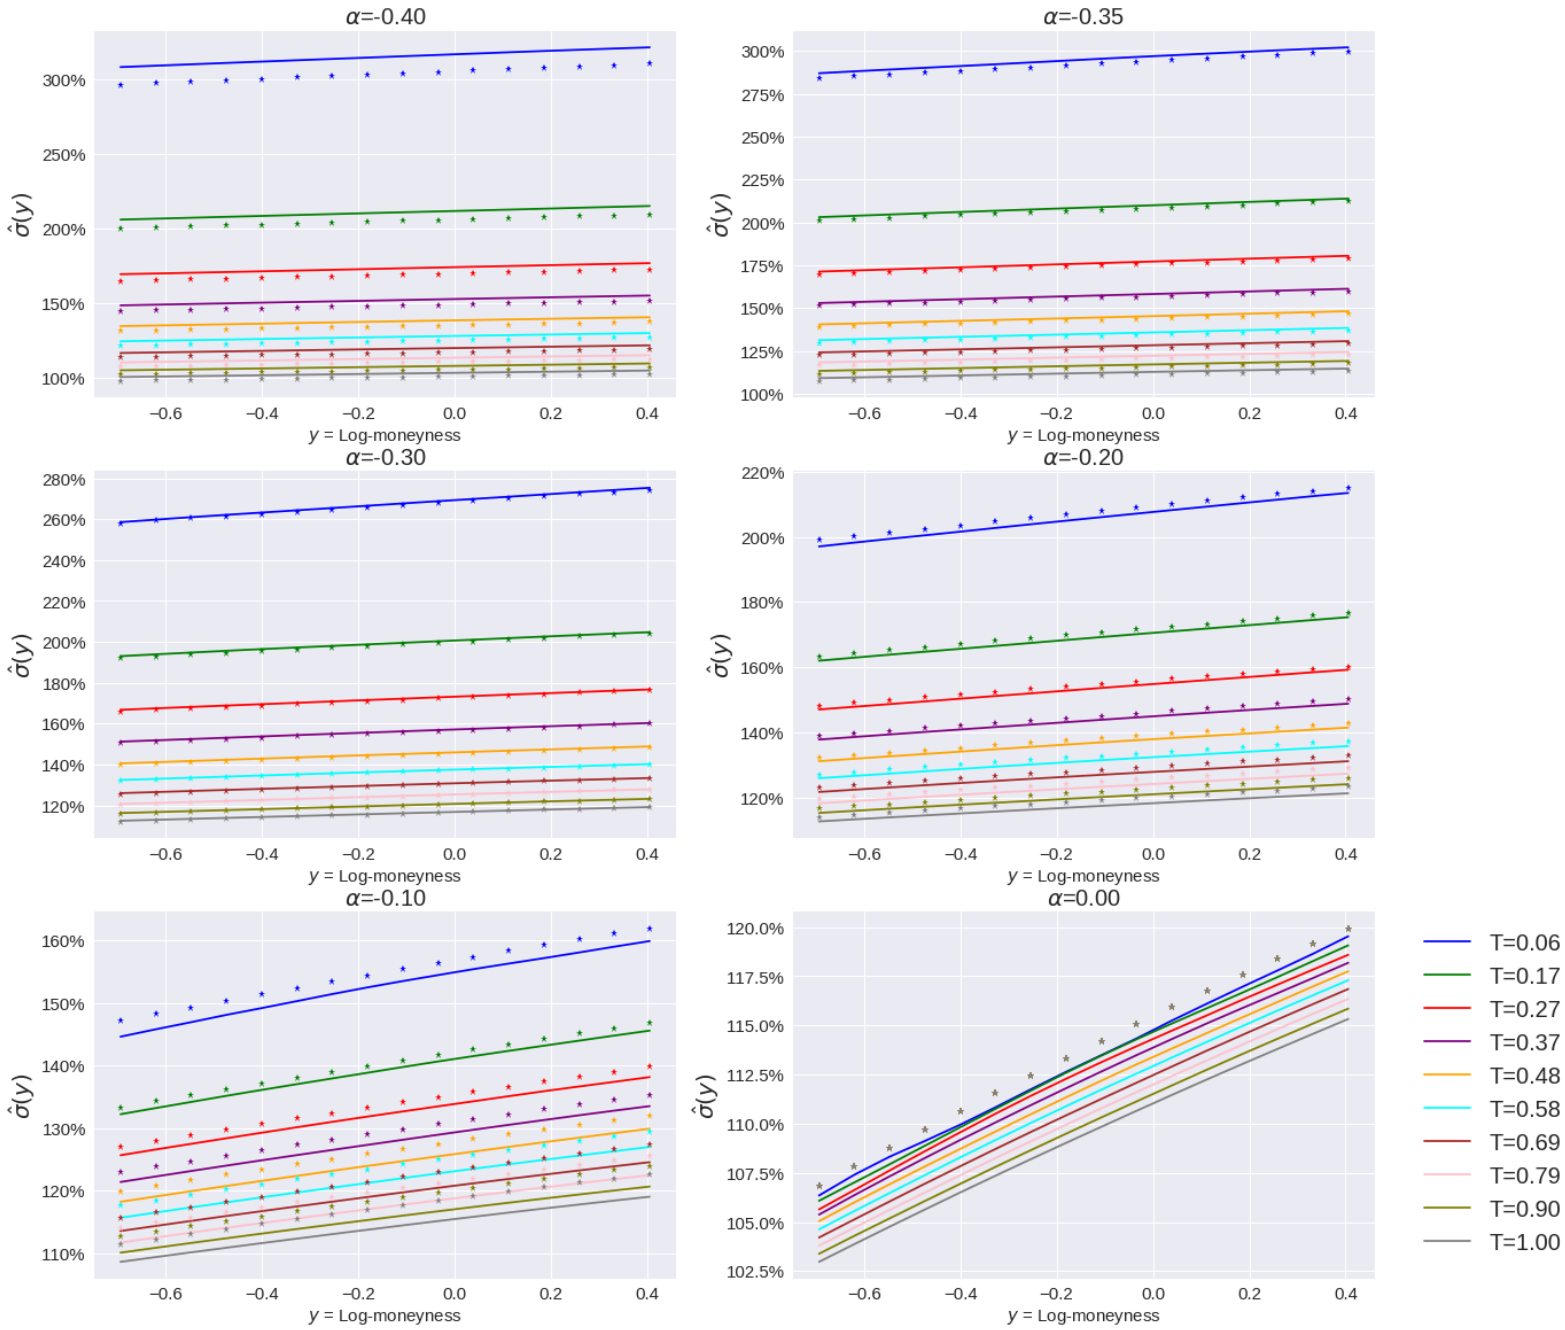 α=-0.40
300%
250%
200%
150%
100%
σ̂(y)
−0.6 −0.4 −0.2 0.0 0.2 0.4
y = Log-moneyness
α=-0.35
300%
275%
250%
225%
200%
175%
150%
125%
100%
σ̂(y)
−0.6 −0.4 −0.2 0.0 0.2 0.4
y = Log-moneyness
α=-0.30
280%
260%
240%
220%
200%
180%
160%
140%
120%
σ̂(y)
−0.6 −0.4 −0.2 0.0 0.2 0.4
y = Log-moneyness
α=-0.20
220%
200%
180%
160%
140%
120%
σ̂(y)
−0.6 −0.4 −0.2 0.0 0.2 0.4
y = Log-moneyness
α=-0.10
160%
150%
140%
130%
120%
110%
σ̂(y)
−0.6 −0.4 −0.2 0.0 0.2 0.4
y = Log-moneyness
α=0.00
120.0%
117.5%
115.0%
112.5%
110.0%
107.5%
105.0%
102.5%
σ̂(y)
−0.6 −0.4 −0.2 0.0 0.2 0.4
y = Log-moneyness
T=0.06
T=0.17
T=0.27
T=0.37
T=0.48
T=0.58
T=0.69
T=0.79
T=0.90
T=1.00